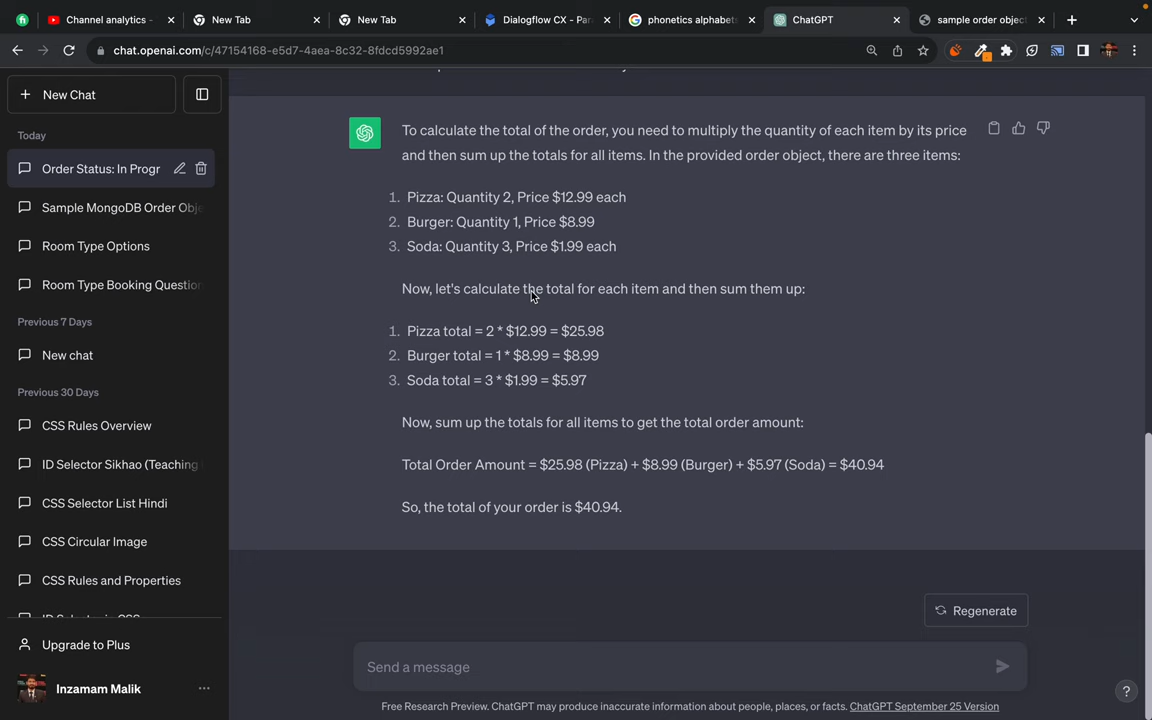 Channel analytics -
New Tab
New Tab
Dialogflow CX - Par
phonetics alphabets
ChatGPT
sample order object
chat.openai.com/c/47154168-e5d7-4aea-8c32-8fdcd5992ae1
New Chat
Today
Order Status: In Progr
Sample MongoDB Order Obj
Room Type Options
Room Type Booking Question
Previous 7 Days
New chat
Previous 30 Days
CSS Rules Overview
ID Selector Sikhao (Teaching
CSS Selector List Hindi
CSS Circular Image
CSS Rules and Properties
Upgrade to Plus
Inzamam Malik
To calculate the total of the order, you need to multiply the quantity of each item by its price
and then sum up the totals for all items. In the provided order object, there are three items:
1. Pizza: Quantity 2, Price $12.99 each
2. Burger: Quantity 1, Price $8.99
3. Soda: Quantity 3, Price $1.99 each
Now, let's calculate the total for each item and then sum them up:
1. Pizza total = 2 * $12.99 = $25.98
2. Burger total = 1 * $8.99 = $8.99
3. Soda total = 3 * $1.99 = $5.97
Now, sum up the totals for all items to get the total order amount:
Total Order Amount = $25.98 (Pizza) + $8.99 (Burger) + $5.97 (Soda) = $40.94
So, the total of your order is $40.94.
Regenerate
Send a message
Free Research Preview. ChatGPT may produce inaccurate information about people, places, or facts. ChatGPT September 25 Version
?